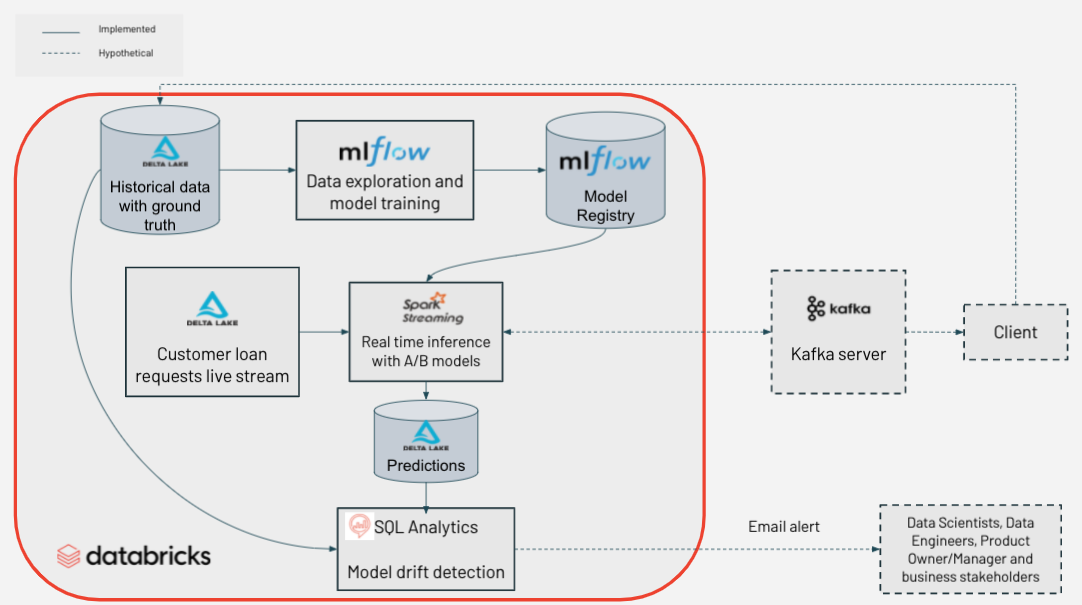 Implemented
Hypothetical
DELTA LAKE
Historical data
with ground
truth
mlflow
Data exploration and
model training
mlflow
Model
Registry
DELTA LAKE
Customer loan
requests live stream
Spark
Streaming
Real time inference
with A/B models
kafka
Kafka server
Client
DELTA LAKE
Predictions
SQL Analytics
Model drift detection
Email alert
Data Scientists, Data
Engineers, Product
Owner/Manager and
business stakeholders
databricks